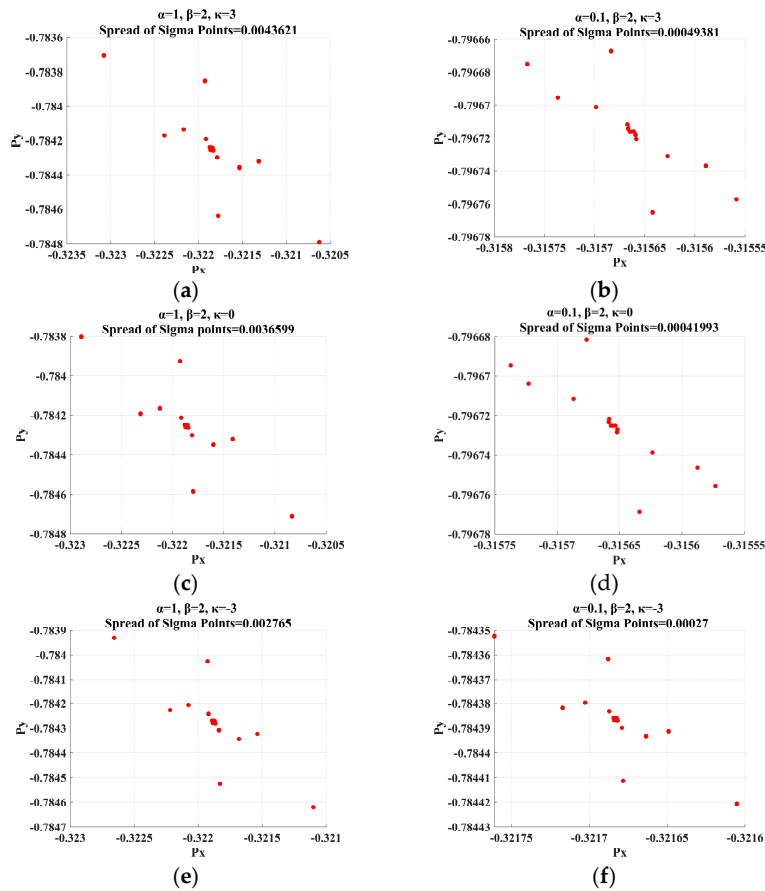 α=1, β=2, κ=3
Spread of Sigma Points=0.0043621
-0.7836
-0.7838
-0.784
-0.7842
-0.7844
-0.7846
-0.7848
Py
-0.3235 -0.323 -0.3225 -0.322 -0.3215 -0.321 -0.3205
Px
(a)
α=0.1, β=2, κ=3
Spread of Sigma Points=0.00049381
-0.79666
-0.79668
-0.7967
-0.79672
-0.79674
-0.79676
-0.79678
Py
-0.3158 -0.31575 -0.3157 -0.31565 -0.3156 -0.31555
Px
(b)
α=1, β=2, κ=0
Spread of Sigma points=0.0036599
-0.7838
-0.784
-0.7842
-0.7844
-0.7846
-0.7848
Py
-0.323 -0.3225 -0.322 -0.3215 -0.321 -0.3205
Px
(c)
α=0.1, β=2, κ=0
Spread of Sigma Points=0.00041993
-0.79668
-0.7967
-0.79672
-0.79674
-0.79676
-0.79678
Py
-0.31575 -0.3157 -0.31565 -0.3156 -0.31555
Px
(d)
α=1, β=2, κ=-3
Spread of Sigma Points=0.002765
-0.7839
-0.784
-0.7841
-0.7842
-0.7843
-0.7844
-0.7845
-0.7846
-0.7847
Py
-0.323 -0.3225 -0.322 -0.3215 -0.321
Px
(e)
α=0.1, β=2, κ=-3
Spread of Sigma Points=0.00027
-0.78435
-0.78436
-0.78437
-0.78438
-0.78439
-0.7844
-0.78441
-0.78442
-0.78443
Py
-0.32175 -0.3217 -0.32165 -0.3216
Px
(f)